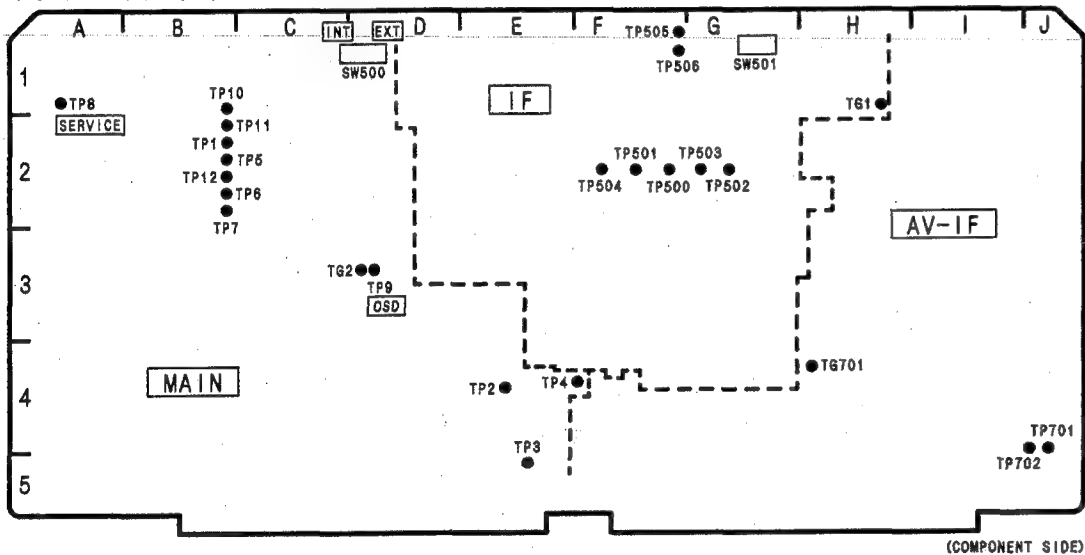 A B C D E F G H I J
INT. EXT. TP505
SW500 TP506 SW501
1
IF
TP8 TP10 TG1
SERVICE TP11
TP1
2 TP5 TP501 TP503
TP12 TP504 TP500 TP502
TP6
TP7 AV-IF
3 TG2 TP9
OSD
MAIN TG701
4 TP2 TP4
TP3 TP701
TP702
5
(COMPONENT SIDE)